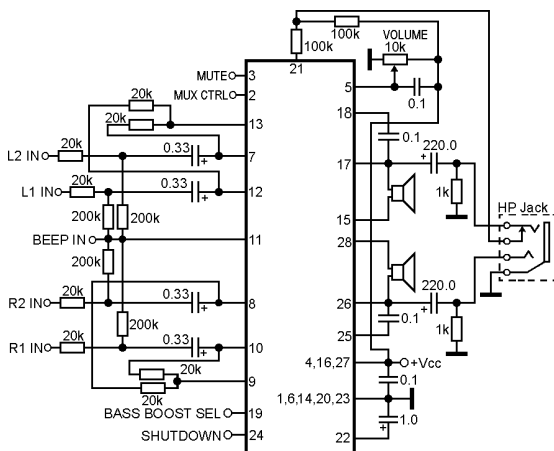 100k
100k
VOLUME
10k
21
MUTE 3
5
MUX CTRL 2
0.1
20k
18
20k
13
0.1
L2 IN 20k 0.33 + 7
17
+ 220.0
L1 IN 20k 0.33 + 12
1k
HP Jack
200k 200k
15
BEEP IN 11
28
200k
R2 IN 20k 0.33 + 8
26
220.0 +
0.1
200k
25
1k
R1 IN 20k 0.33 + 10
4,16,27 +Vcc
20k
9
0.1
20k
1,6,14,20,23
BASS BOOST SEL 19
1.0
SHUTDOWN 24
22 +